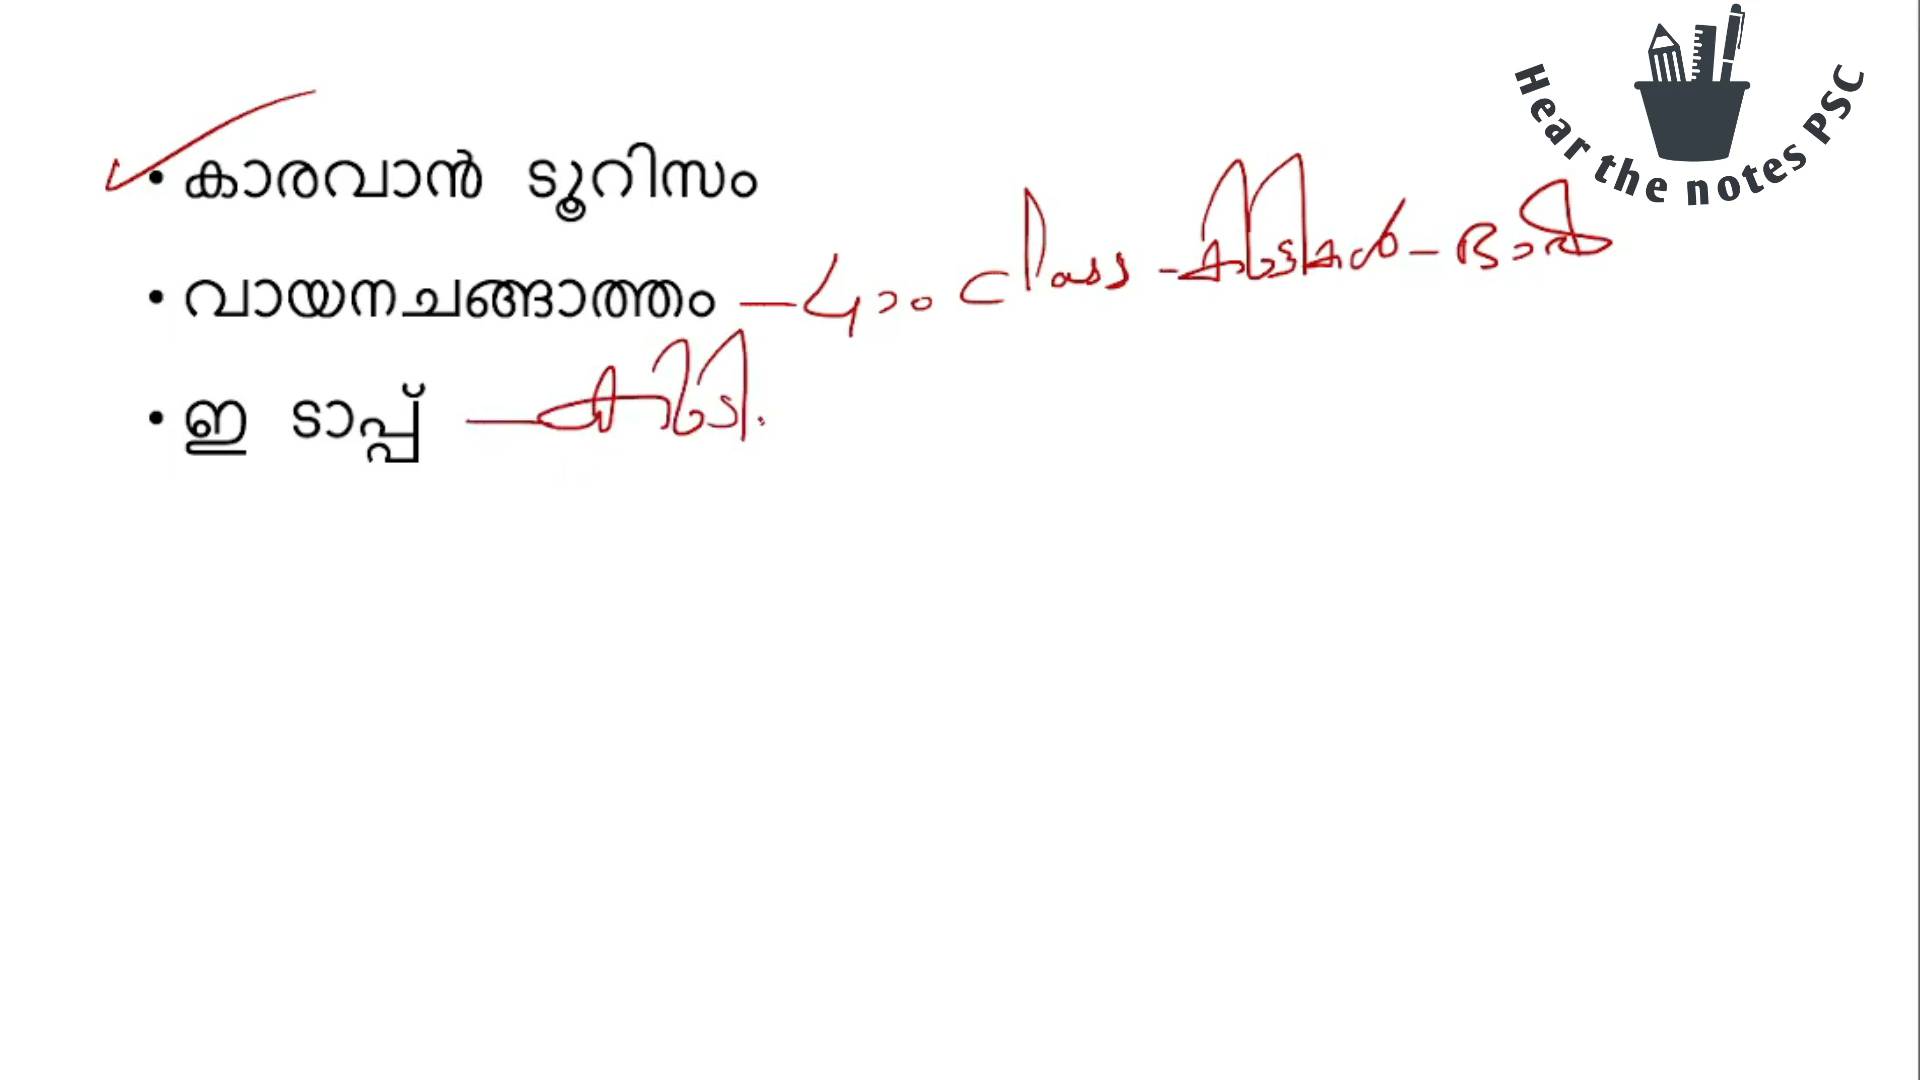 Hear the notes PSC
കാരവാൻ ടൂറിസം
വായനചങ്ങാത്തം - 4ാം class - കുട്ടികൾ -
ഇ ടാപ്പ് -